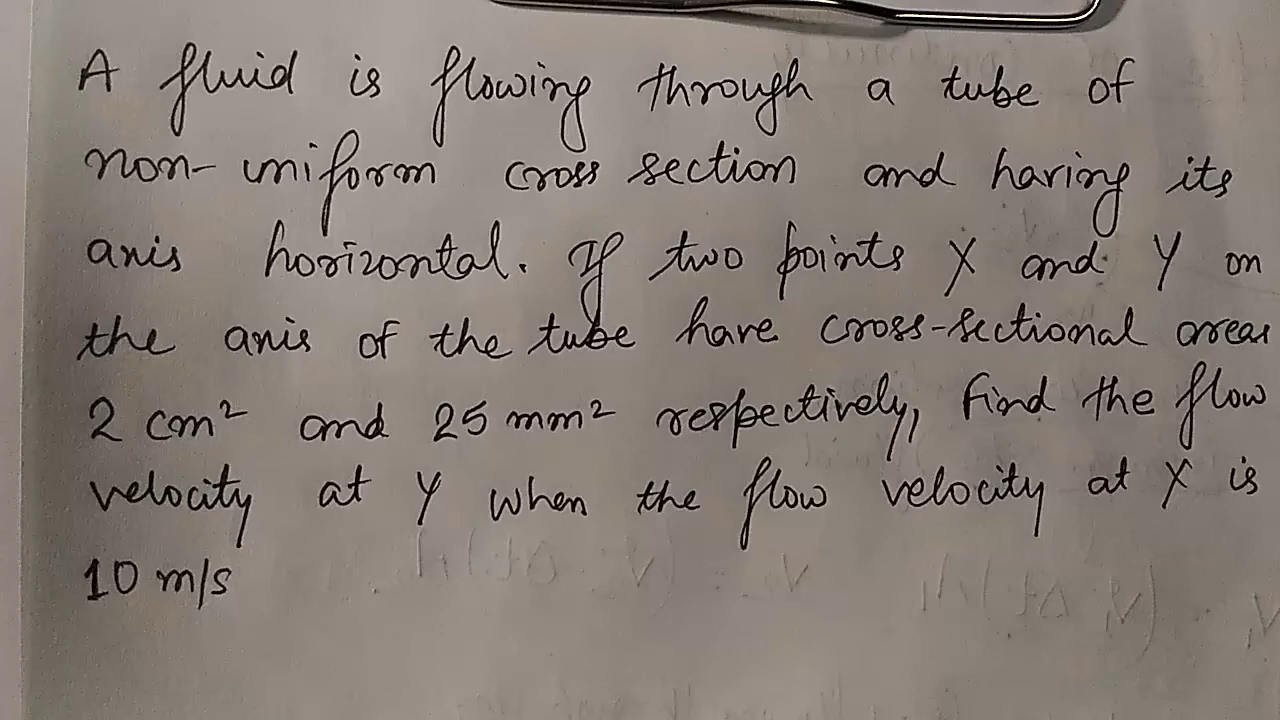 A fluid is flowing through a tube of
non-uniform cross section and having its
axis horizontal. If two points X and Y on
the axis of the tube have cross-sectional areas
2 cm² and 25 mm² respectively, find the flow
velocity at Y when the flow velocity at X is
10 m/s